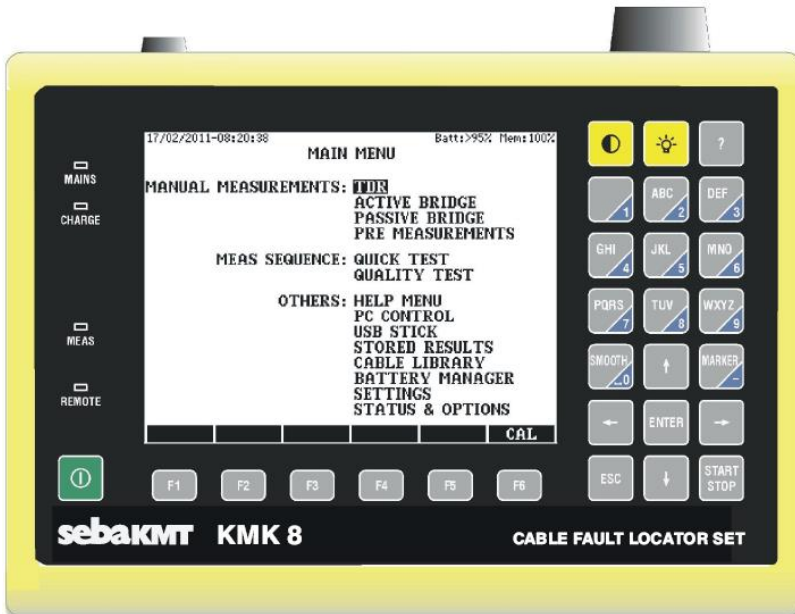 17/02/2011-08:20:38 Batt:>95% Mem:100%
MAIN MENU
MANUAL MEASUREMENTS: TDR
ACTIVE BRIDGE
PASSIVE BRIDGE
PRE MEASUREMENTS
MEAS SEQUENCE: QUICK TEST
QUALITY TEST
OTHERS: HELP MENU
PC CONTROL
USB STICK
STORED RESULTS
CABLE LIBRARY
BATTERY MANAGER
SETTINGS
STATUS & OPTIONS
CAL
MAINS
CHARGE
MEAS
REMOTE
?
1
ABC 2
DEF 3
GHI 4
JKL 5
MNO 6
PQRS 7
TUV 8
WXYZ 9
SMOOTH ␣0
↑
MARKER –
←
ENTER
→
ESC
↓
START STOP
F1
F2
F3
F4
F5
F6
sebaKMT KMK 8
CABLE FAULT LOCATOR SET